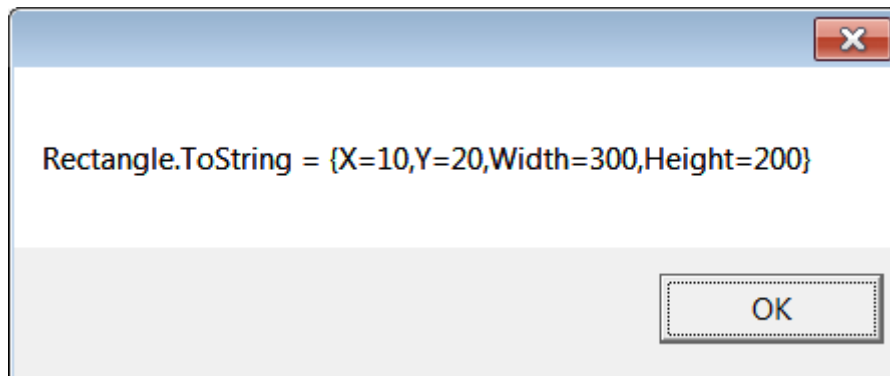 Rectangle.ToString = {X=10,Y=20,Width=300,Height=200}
OK